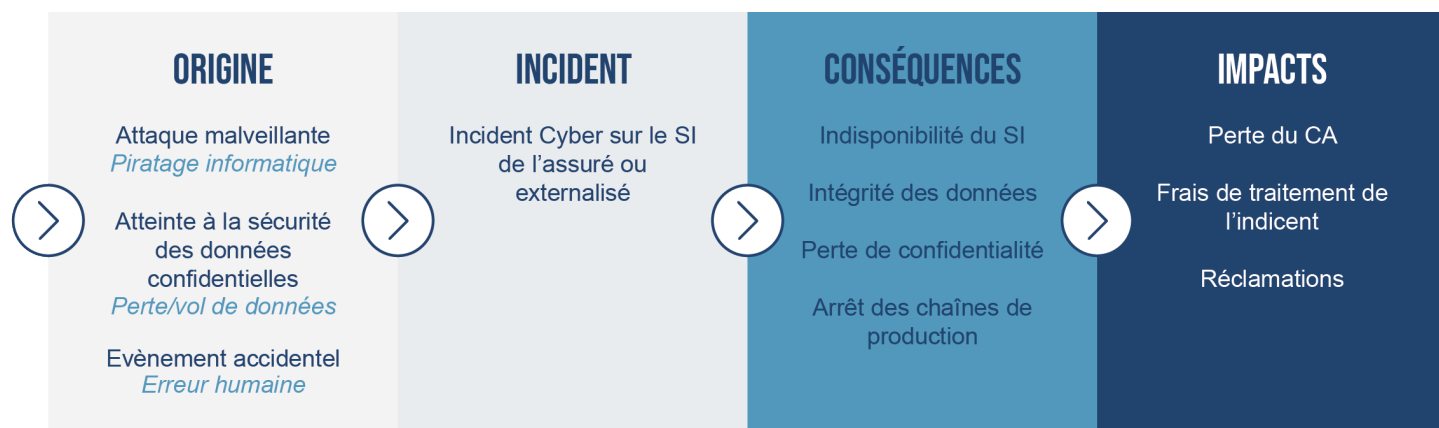 ORIGINE
Attaque malveillante
Piratage informatique
Atteinte à la sécurité
des données
confidentielles
Perte/vol de données
Evènement accidentel
Erreur humaine
INCIDENT
Incident Cyber sur le SI
de l’assuré ou
externalisé
CONSÉQUENCES
Indisponibilité du SI
Intégrité des données
Perte de confidentialité
Arrêt des chaînes de
production
IMPACTS
Perte du CA
Frais de traitement de
l’indicent
Réclamations